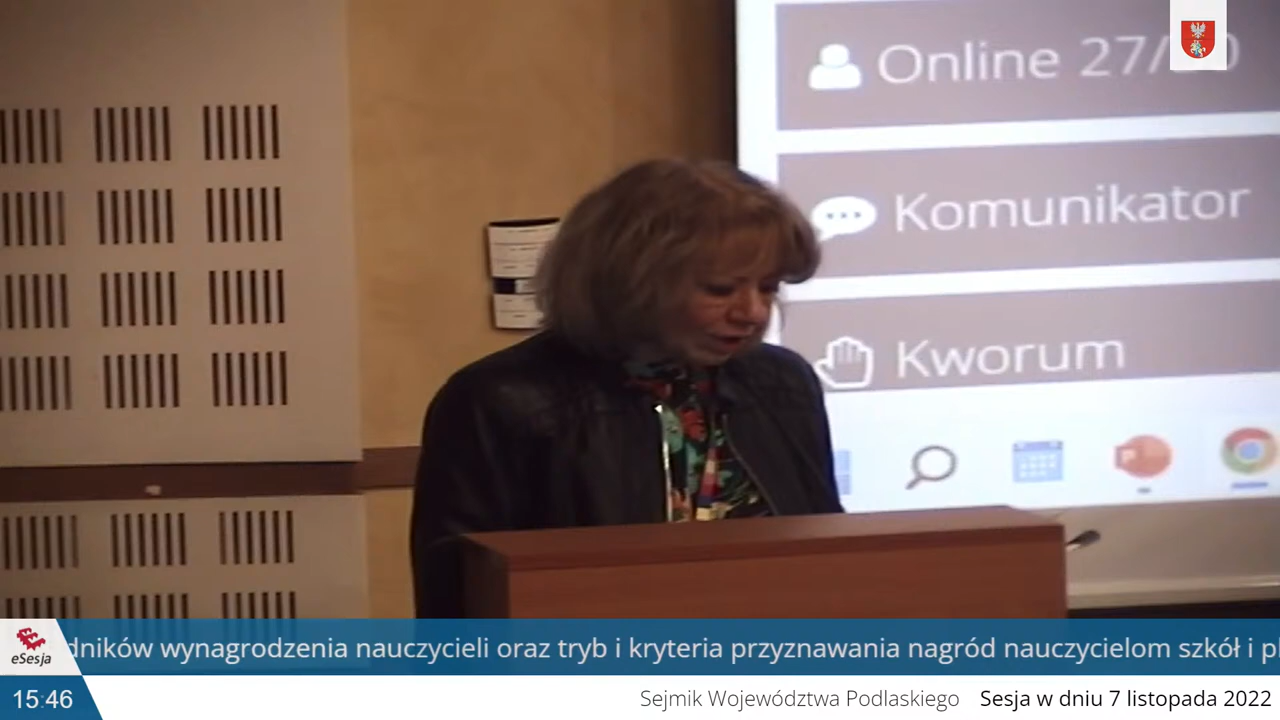 Online 27/
Komunikator
Kworum
dników wynagrodzenia nauczycieli oraz tryb i kryteria przyznawania nagród nauczycielom szkół i pl
eSesja
15:46
Sejmik Województwa Podlaskiego Sesja w dniu 7 listopada 2022